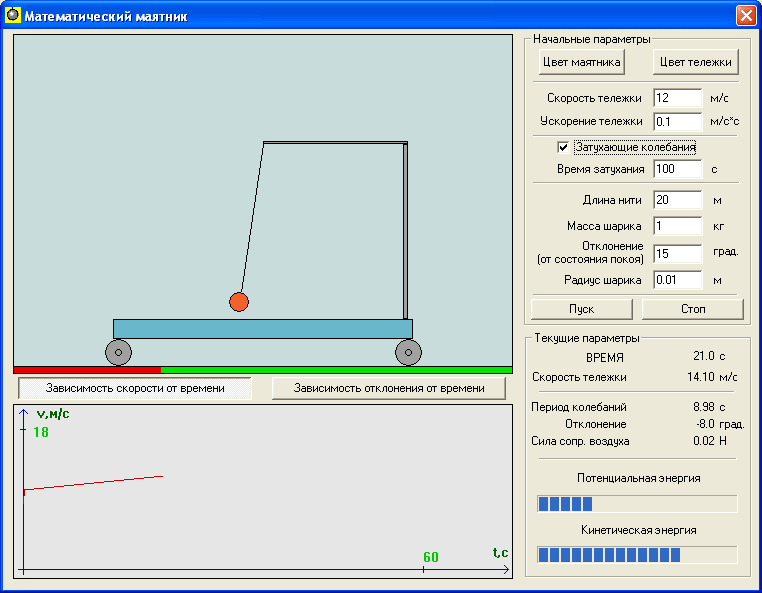 Математический маятник
Начальные параметры
Цвет маятника Цвет тележки
Скорость тележки 12 м/с
Ускорение тележки 0.1 м/с*с
Затухающие колебания
Время затухания 100 с
Длина нити 20 м
Масса шарика 1 кг
Отклонение
(от состояния покоя) 15 град.
Радиус шарика 0.01 м
Пуск Стоп
Текущие параметры
ВРЕМЯ 21.0 с
Скорость тележки 14.10 м/с
Период колебаний 8.98 с
Отклонение -8.0 град.
Сила сопр. воздуха 0.02 Н
Потенциальная энергия
Кинетическая энергия
Зависимость скорости от времени Зависимость отклонения от времени
v,м/с
18
60
t,с